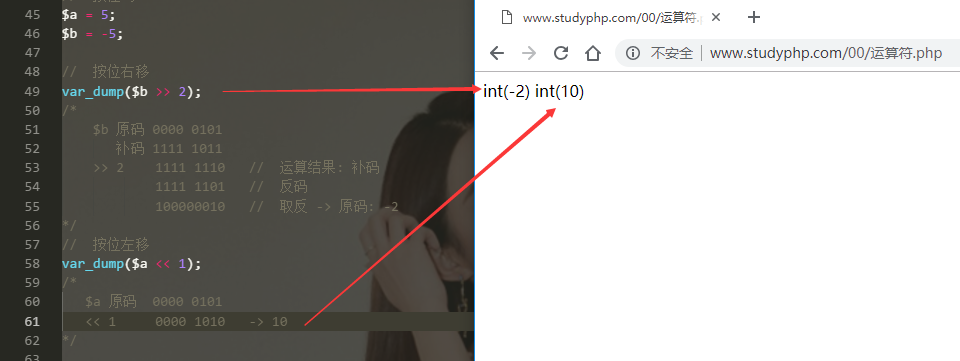 45 $a = 5;
46 $b = -5;
47
48 // 按位右移
49 var_dump($b >> 2);
50 /*
51 $b 原码 0000 0101
52 补码 1111 1011
53 >> 2 1111 1110 // 运算结果: 补码
54 1111 1101 // 反码
55 100000010 // 取反 -> 原码: -2
56 */
57 // 按位左移
58 var_dump($a << 1);
59 /*
60 $a 原码 0000 0101
61 << 1 0000 1010 -> 10
62 */
63
www.studyphp.com/00/运算符.p
不安全 | www.studyphp.com/00/运算符.php
int(-2) int(10)